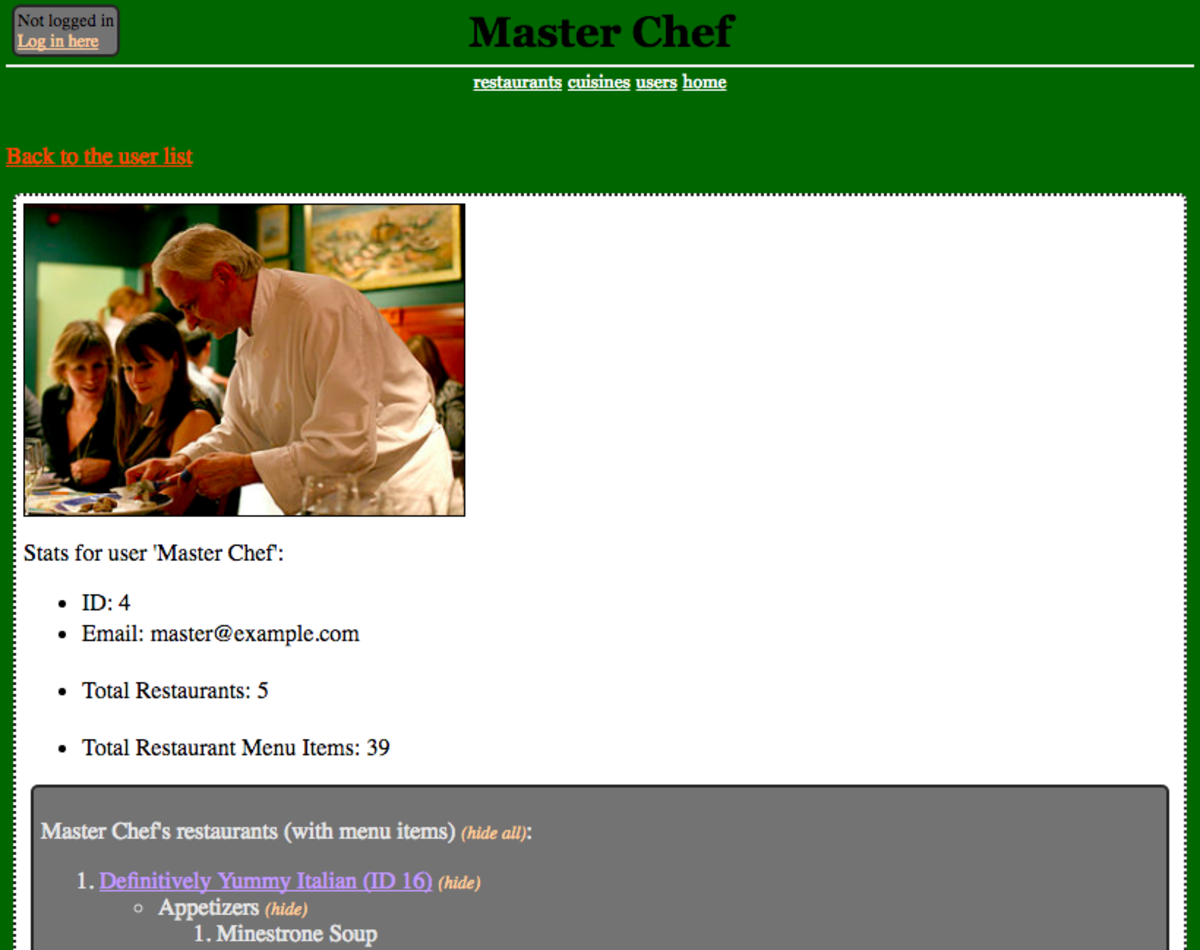 Not logged in
Log in here
Master Chef
restaurants cuisines users home
Back to the user list
Stats for user 'Master Chef':
• ID: 4
• Email: master@example.com
• Total Restaurants: 5
• Total Restaurant Menu Items: 39
Master Chef's restaurants (with menu items) (hide all):
1. Definitively Yummy Italian (ID 16) (hide)
◦ Appetizers (hide)
1. Minestrone Soup